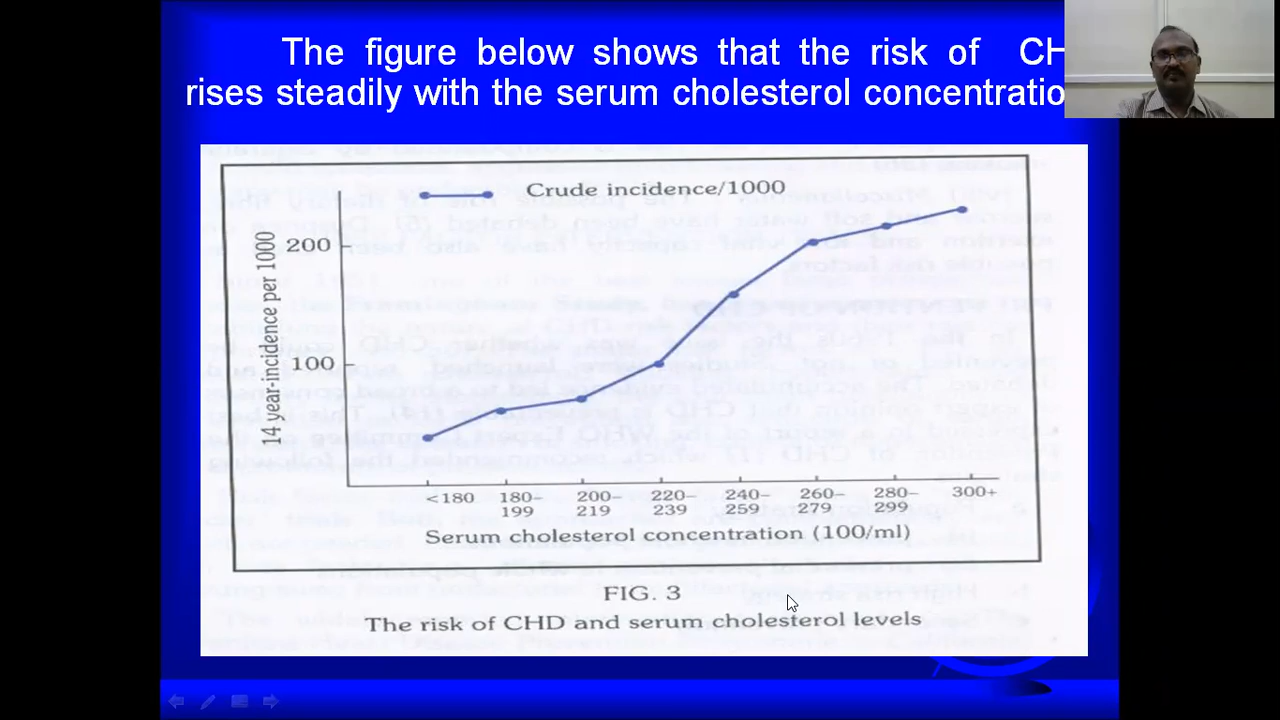 The figure below shows that the risk of CH
rises steadily with the serum cholesterol concentratio
Crude incidence/1000
14 year-incidence per 1000
200
100
<180 180– 200– 220– 240– 260– 280– 300+
199 219 239 259 279 299
Serum cholesterol concentration (100/ml)
FIG. 3
The risk of CHD and serum cholesterol levels